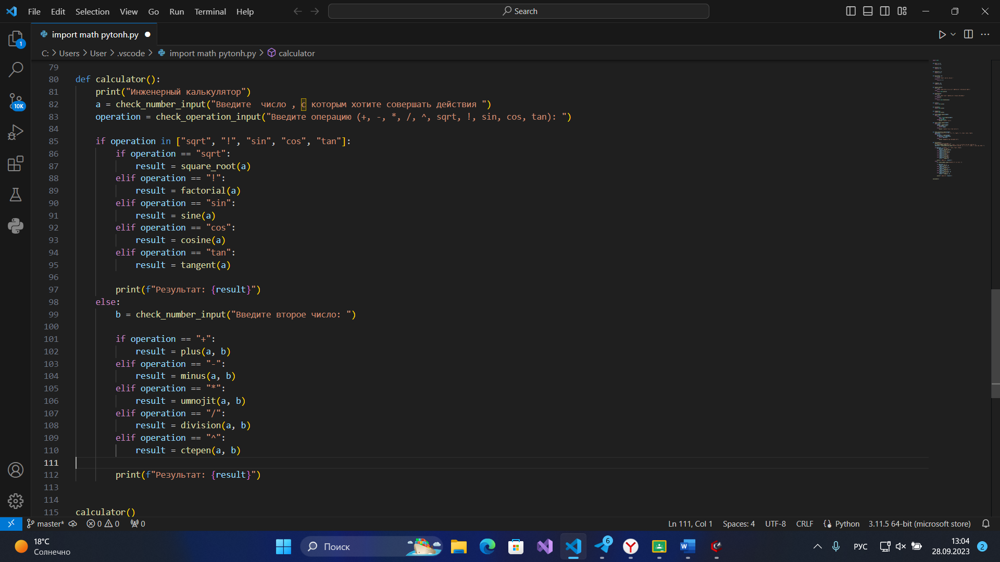 File Edit Selection View Go Run Terminal Help
Search
1
import math pytonh.py
C: Users User .vscode import math pytonh.py calculator
10K
79
80 def calculator():
81 print("Инженерный калькулятор")
82 a = check_number_input("Введите  число , с которым хотите совершать действия ")
83 operation = check_operation_input("Введите операцию (+, -, *, /, ^, sqrt, !, sin, cos, tan): ")
84
85 if operation in ["sqrt", "!", "sin", "cos", "tan"]:
86 if operation == "sqrt":
87 result = square_root(a)
88 elif operation == "!":
89 result = factorial(a)
90 elif operation == "sin":
91 result = sine(a)
92 elif operation == "cos":
93 result = cosine(a)
94 elif operation == "tan":
95 result = tangent(a)
96
97 print(f"Результат: {result}")
98 else:
99 b = check_number_input("Введите второе число: ")
100
101 if operation == "+":
102 result = plus(a, b)
103 elif operation == "-":
104 result = minus(a, b)
105 elif operation == "*":
106 result = umnojit(a, b)
107 elif operation == "/":
108 result = division(a, b)
109 elif operation == "^":
110 result = ctepen(a, b)
111
112 print(f"Результат: {result}")
113
114
115 calculator()
master* 0 0 0 Ln 111, Col 1 Spaces: 4 UTF-8 CRLF Python 3.11.5 64-bit (microsoft store)
18°C
Солнечно
Поиск
6
РУС
13:04
28.09.2023
2